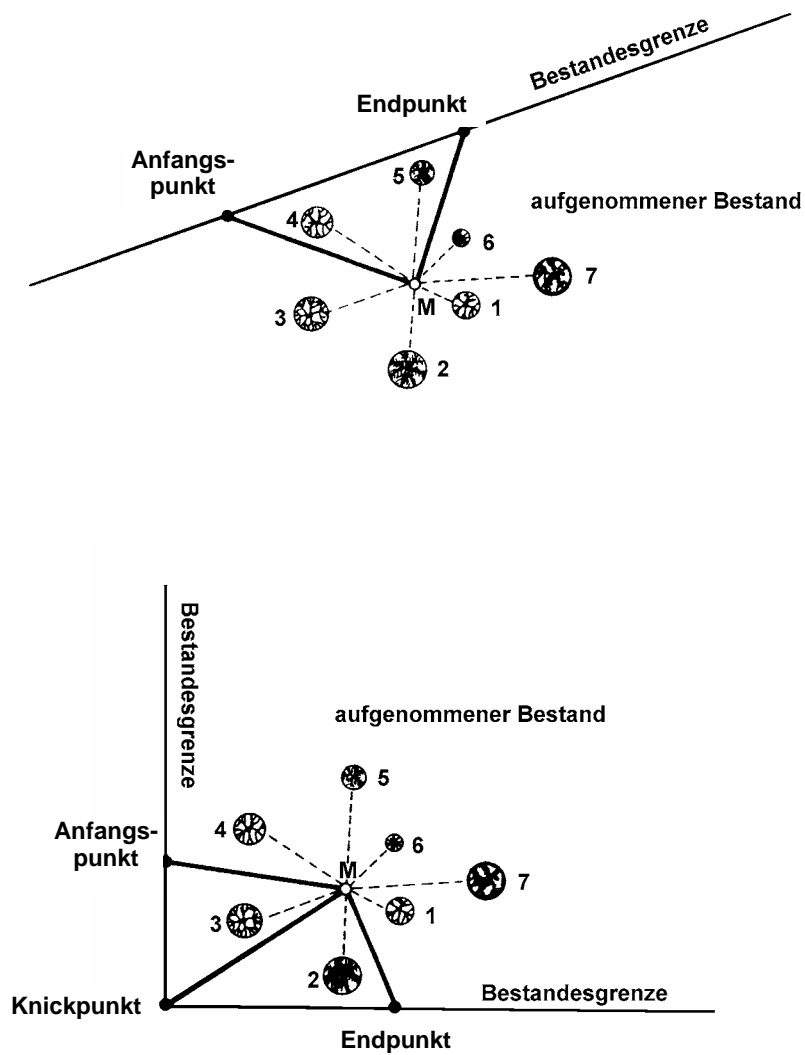 Bestandesgrenze
Endpunkt
Anfangs-
punkt
5
aufgenommener Bestand
4
6
7
M
3
1
2
Bestandesgrenze
aufgenommener Bestand
5
Anfangs-
punkt
4
6
M
7
3
1
2
Knickpunkt
Bestandesgrenze
Endpunkt